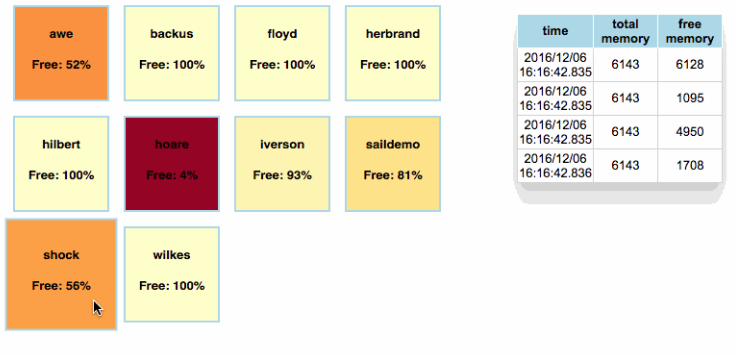 awe
Free: 52%
backus
Free: 100%
floyd
Free: 100%
herbrand
Free: 100%
hilbert
Free: 100%
hoare
Free: 4%
iverson
Free: 93%
saildemo
Free: 81%
shock
Free: 56%
wilkes
Free: 100%
time total memory free memory
2016/12/06 16:16:42.835 6143 6128
2016/12/06 16:16:42.835 6143 1095
2016/12/06 16:16:42.835 6143 4950
2016/12/06 16:16:42.836 6143 1708